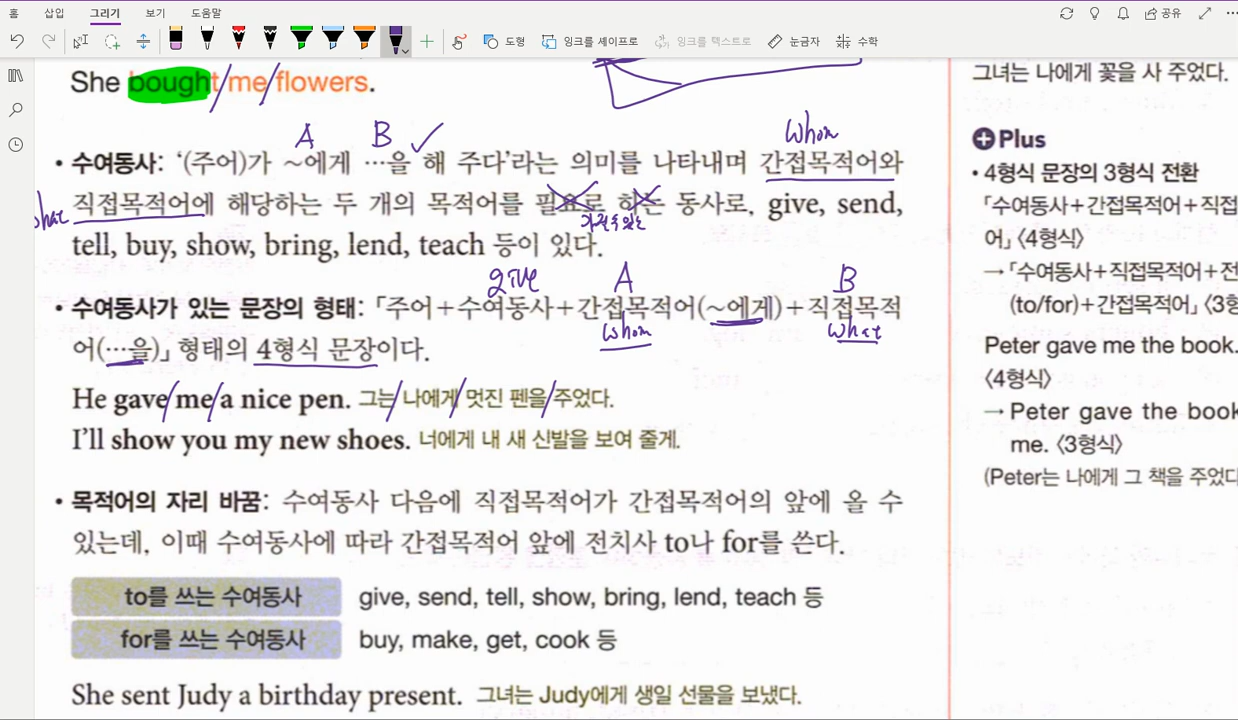 홈 삽입 그리기 보기 도움말
공유
도형 잉크를 셰이프로 잉크를 텍스트로 눈금자 수학
She bought me flowers.
A B whom
• 수여동사: '(주어)가 ~에게 …을 해 주다'라는 의미를 나타내며 간접목적어와
what 직접목적어에 해당하는 두 개의 목적어를 필요로 하는 동사로, give, send,
가질 수 있는
tell, buy, show, bring, lend, teach 등이 있다.
give A B
• 수여동사가 있는 문장의 형태: 「주어+수여동사+간접목적어(~에게)+직접목적
whom what
어(…을)」 형태의 4형식 문장이다.
He gave me a nice pen. 그는 나에게 멋진 펜을 주었다.
I'll show you my new shoes. 너에게 내 새 신발을 보여 줄게.
• 목적어의 자리 바꿈: 수여동사 다음에 직접목적어가 간접목적어의 앞에 올 수
있는데, 이때 수여동사에 따라 간접목적어 앞에 전치사 to나 for를 쓴다.
to를 쓰는 수여동사 give, send, tell, show, bring, lend, teach 등
for를 쓰는 수여동사 buy, make, get, cook 등
She sent Judy a birthday present. 그녀는 Judy에게 생일 선물을 보냈다.
그녀는 나에게 꽃을 사 주었다.
Plus
• 4형식 문장의 3형식 전환
「수여동사+간접목적어+직접
어」〈4형식〉
→「수여동사+직접목적어+전
(to/for)+간접목적어」〈3형
Peter gave me the book.
〈4형식〉
→ Peter gave the book
me. 〈3형식〉
(Peter는 나에게 그 책을 주었다